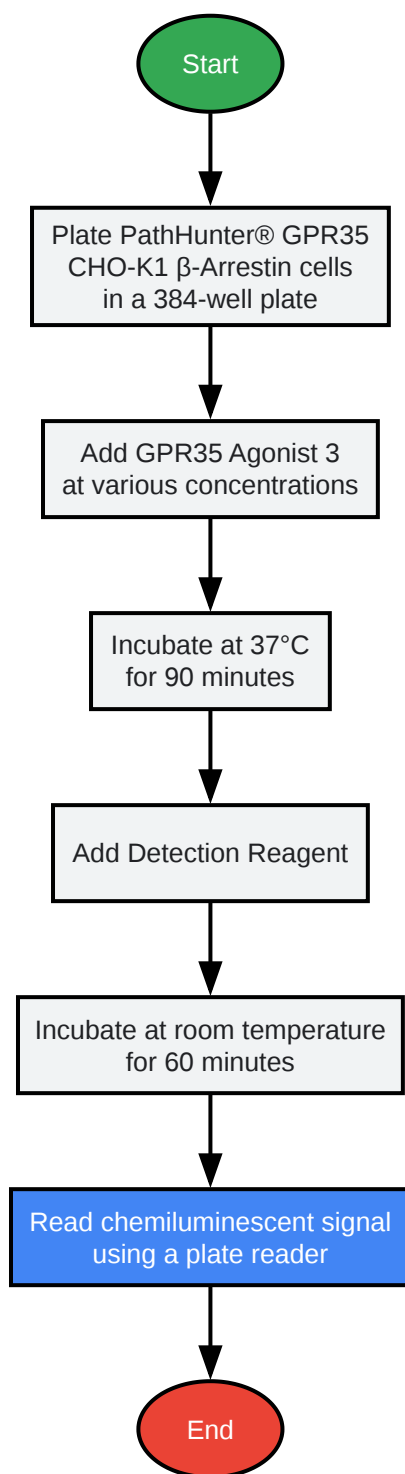 Start
Plate PathHunter® GPR35
CHO-K1 β-Arrestin cells
in a 384-well plate
Add GPR35 Agonist 3
at various concentrations
Incubate at 37°C
for 90 minutes
Add Detection Reagent
Incubate at room temperature
for 60 minutes
Read chemiluminescent signal
using a plate reader
End